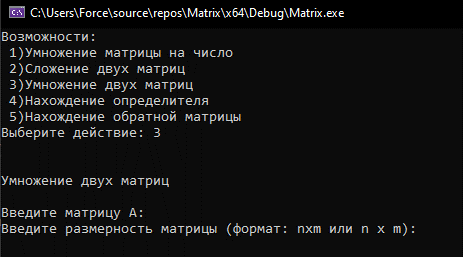 C:\Users\Force\source\repos\Matrix\x64\Debug\Matrix.exe
Возможности:
1)Умножение матрицы на число
2)Сложение двух матриц
3)Умножение двух матриц
4)Нахождение определителя
5)Нахождение обратной матрицы
Выберите действие: 3
Умножение двух матриц
Введите матрицу A:
Введите размерность матрицы (формат: nxm или n x m):